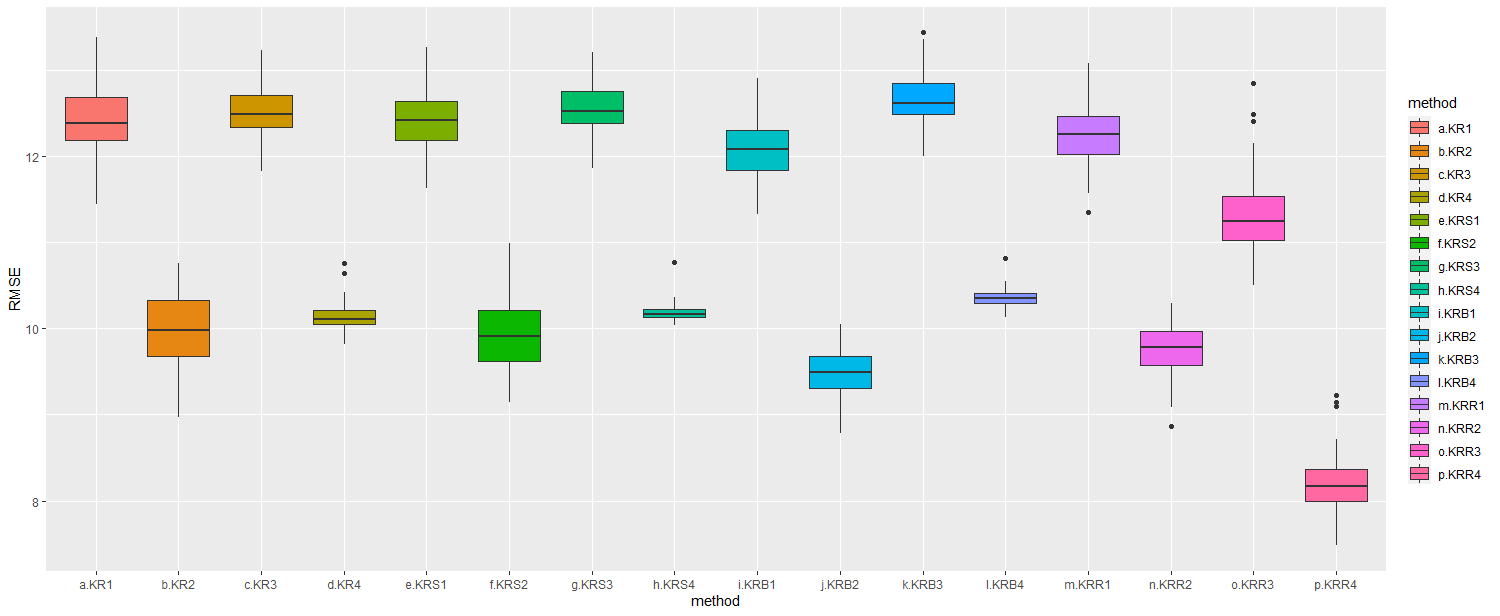 RMSE
12
10
8
a.KR1 b.KR2 c.KR3 d.KR4 e.KRS1 f.KRS2 g.KRS3 h.KRS4 i.KRB1 j.KRB2 k.KRB3 l.KRB4 m.KRR1 n.KRR2 o.KRR3 p.KRR4
method
method
a.KR1
b.KR2
c.KR3
d.KR4
e.KRS1
f.KRS2
g.KRS3
h.KRS4
i.KRB1
j.KRB2
k.KRB3
l.KRB4
m.KRR1
n.KRR2
o.KRR3
p.KRR4